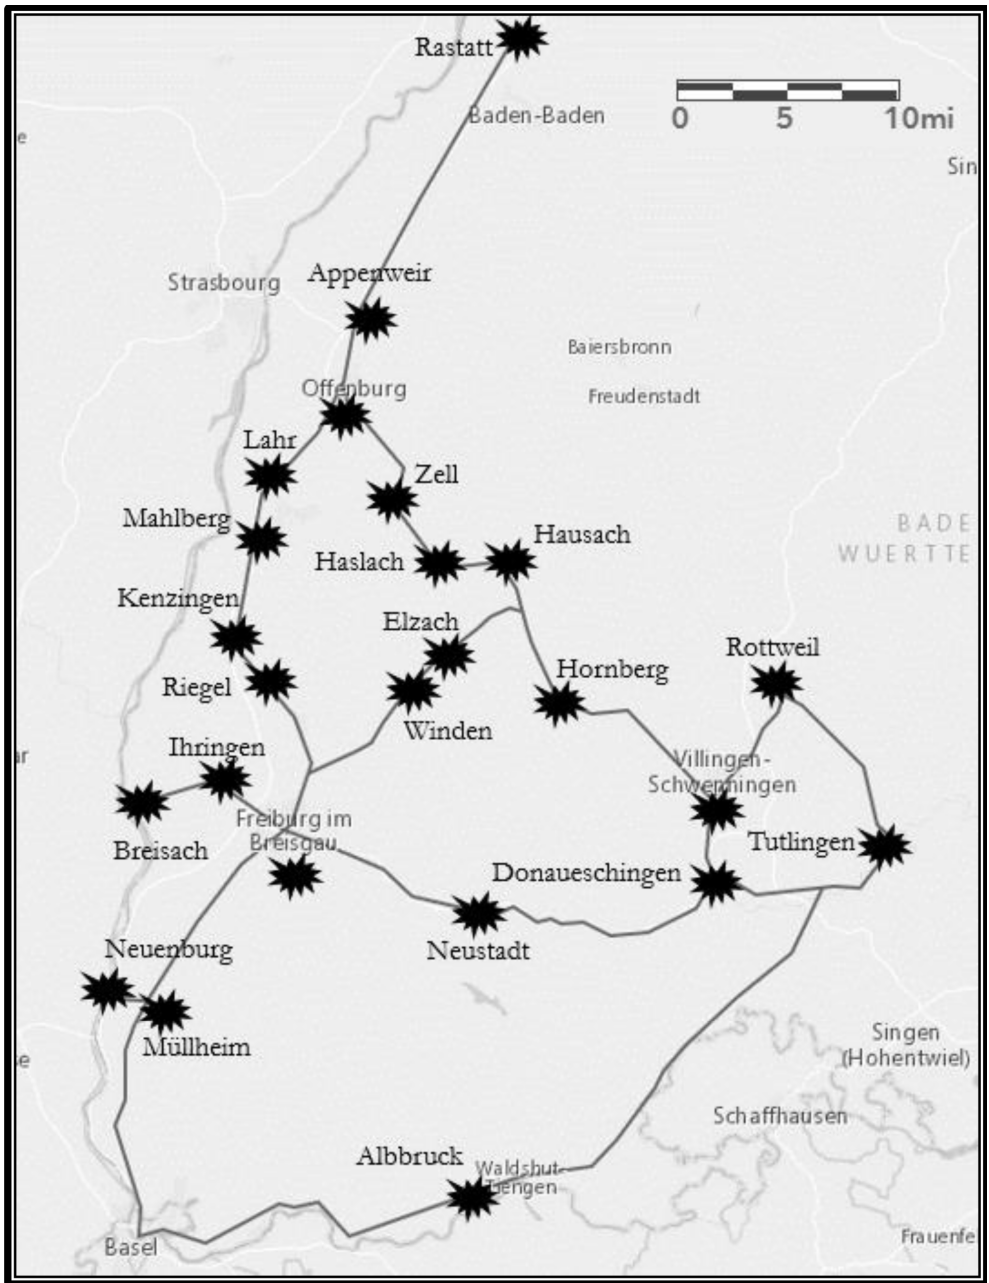 Rastatt
Baden-Baden
0 5 10mi
e
Sin
Appenweir
Strasbourg
Baiersbronn
Offenburg
Freudenstadt
Lahr
Zell
Mahlberg
BADE
WUERTTE
Hausach
Haslach
Kenzingen
Elzach
Rottweil
Hornberg
Riegel
Winden
Ihringen
ar
Villingen-
Schwenningen
Freiburg im
Breisgau
Breisach
Tutlingen
Donaueschingen
Neuenburg
Neustadt
Müllheim
Singen
(Hohentwiel)
se
Schaffhausen
Albbruck
Waldshut-
Tiengen
Basel
Frauenfe